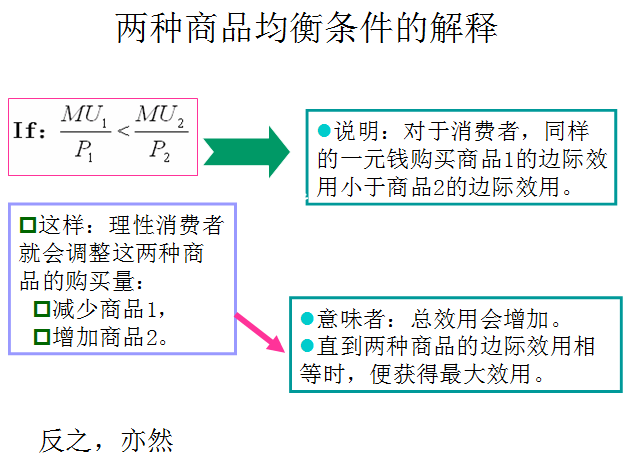 两种商品均衡条件的解释
If: MU₁/P₁ < MU₂/P₂
●说明：对于消费者，同样
的一元钱购买商品1的边际效
用小于商品2的边际效用。
□这样：理性消费者
就会调整这两种商
品的购买量：
□减少商品1，
□增加商品2。
●意味者：总效用会增加。
●直到两种商品的边际效用相
等时，便获得最大效用。
反之，亦然